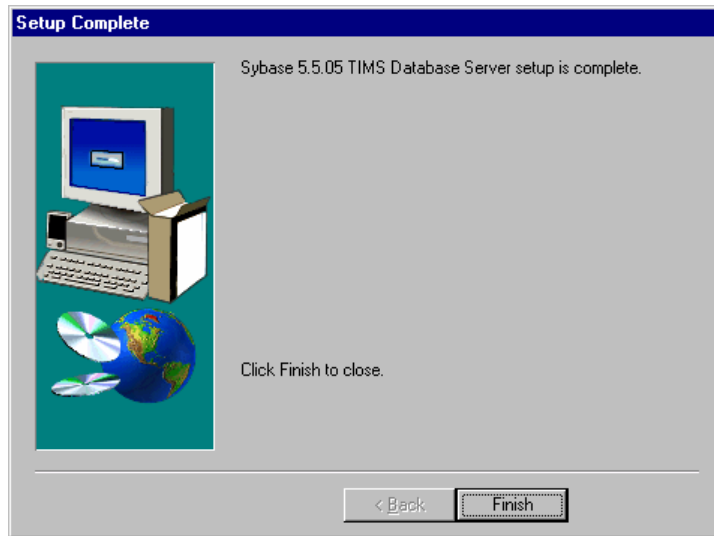 Setup Complete
Sybase 5.5.05 TIMS Database Server setup is complete.
Click Finish to close.
< Back
Finish